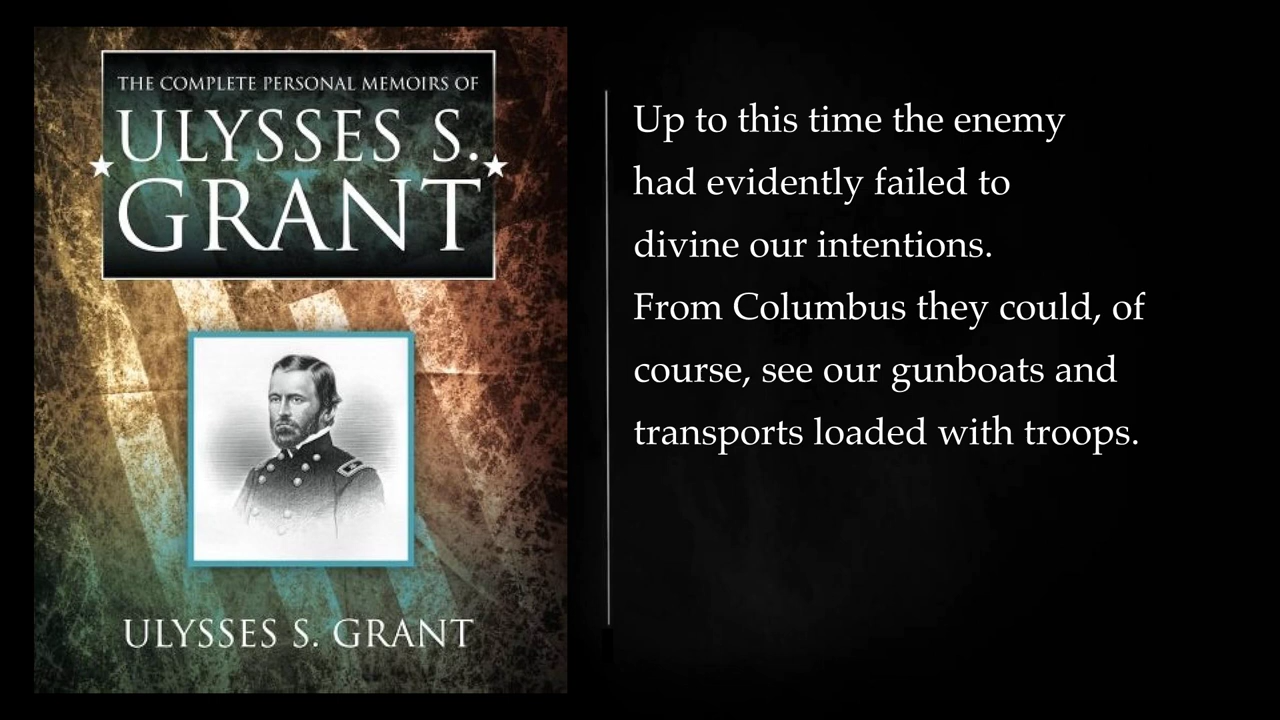 THE COMPLETE PERSONAL MEMOIRS OF
ULYSSES S.
GRANT
ULYSSES S. GRANT
Up to this time the enemy
had evidently failed to
divine our intentions.
From Columbus they could, of
course, see our gunboats and
transports loaded with troops.